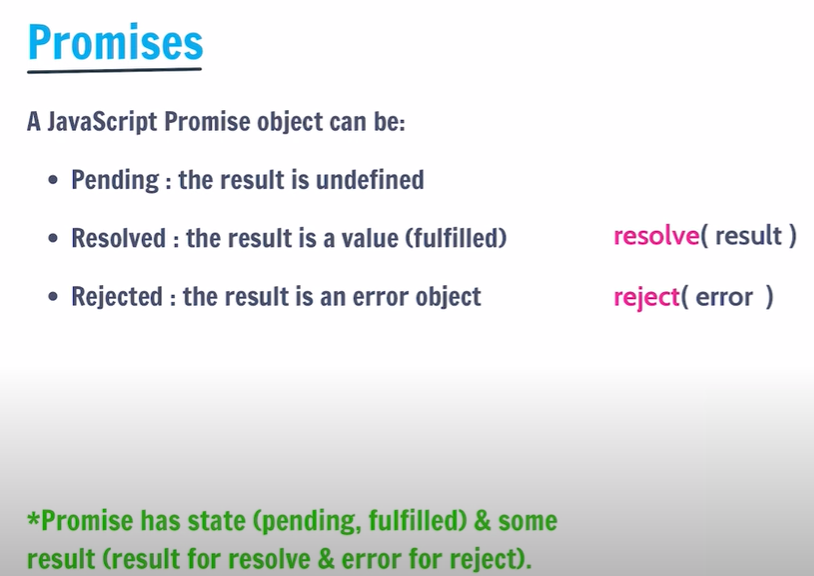 Promises
A JavaScript Promise object can be:
• Pending : the result is undefined
• Resolved : the result is a value (fulfilled) resolve( result )
• Rejected : the result is an error object reject( error )
*Promise has state (pending, fulfilled) & some
result (result for resolve & error for reject).